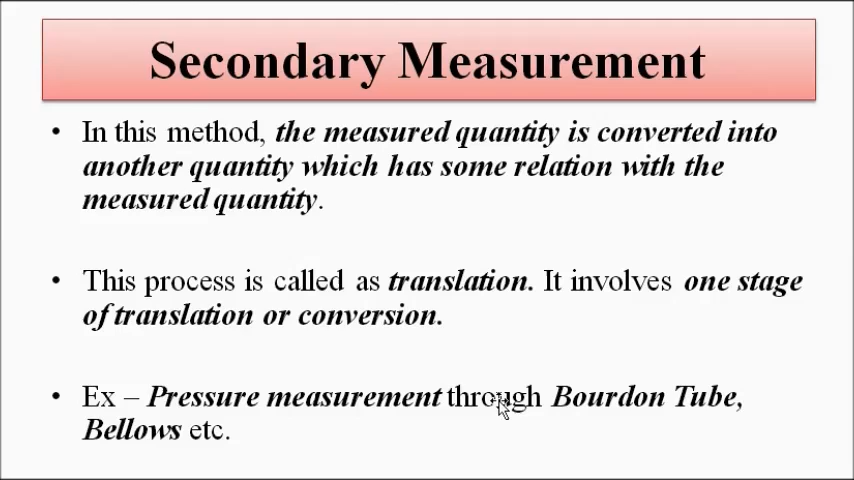 Secondary Measurement
• In this method, the measured quantity is converted into
another quantity which has some relation with the
measured quantity.
• This process is called as translation. It involves one stage
of translation or conversion.
• Ex – Pressure measurement through Bourdon Tube,
Bellows etc.